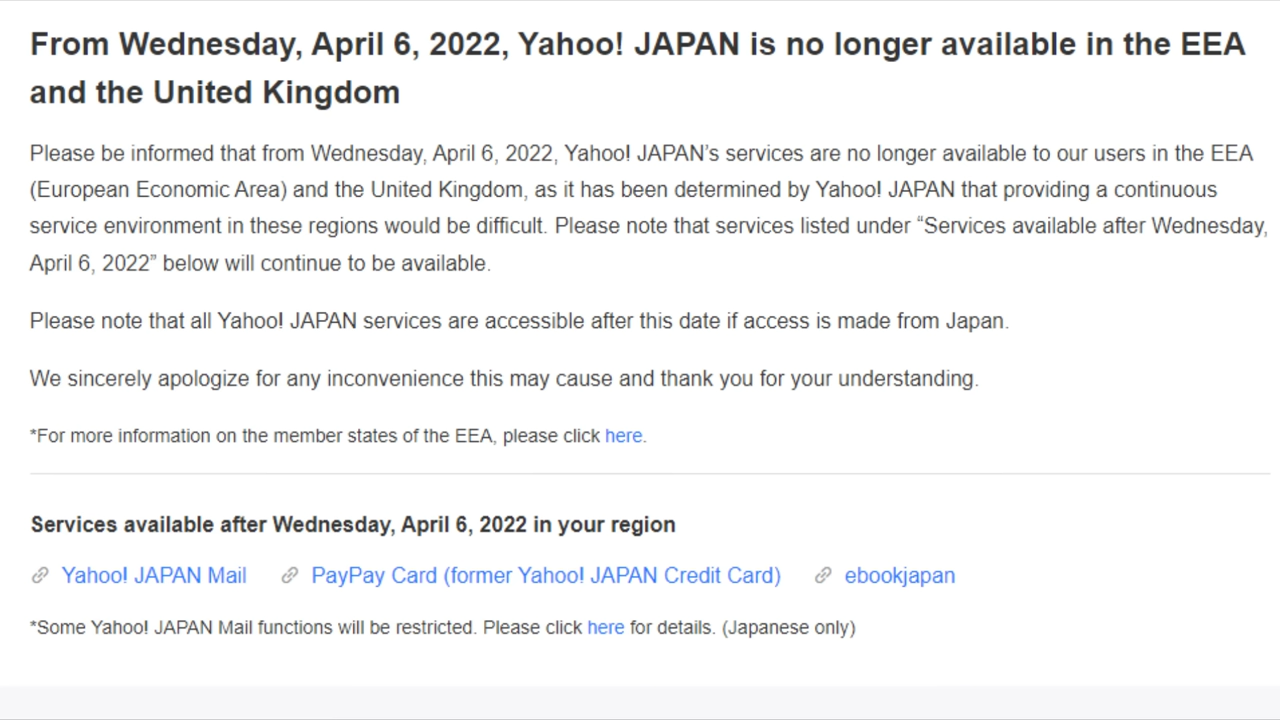 From Wednesday, April 6, 2022, Yahoo! JAPAN is no longer available in the EEA
and the United Kingdom
Please be informed that from Wednesday, April 6, 2022, Yahoo! JAPAN’s services are no longer available to our users in the EEA
(European Economic Area) and the United Kingdom, as it has been determined by Yahoo! JAPAN that providing a continuous
service environment in these regions would be difficult. Please note that services listed under “Services available after Wednesday,
April 6, 2022” below will continue to be available.
Please note that all Yahoo! JAPAN services are accessible after this date if access is made from Japan.
We sincerely apologize for any inconvenience this may cause and thank you for your understanding.
*For more information on the member states of the EEA, please click here.
Services available after Wednesday, April 6, 2022 in your region
Yahoo! JAPAN Mail PayPay Card (former Yahoo! JAPAN Credit Card) ebookjapan
*Some Yahoo! JAPAN Mail functions will be restricted. Please click here for details. (Japanese only)